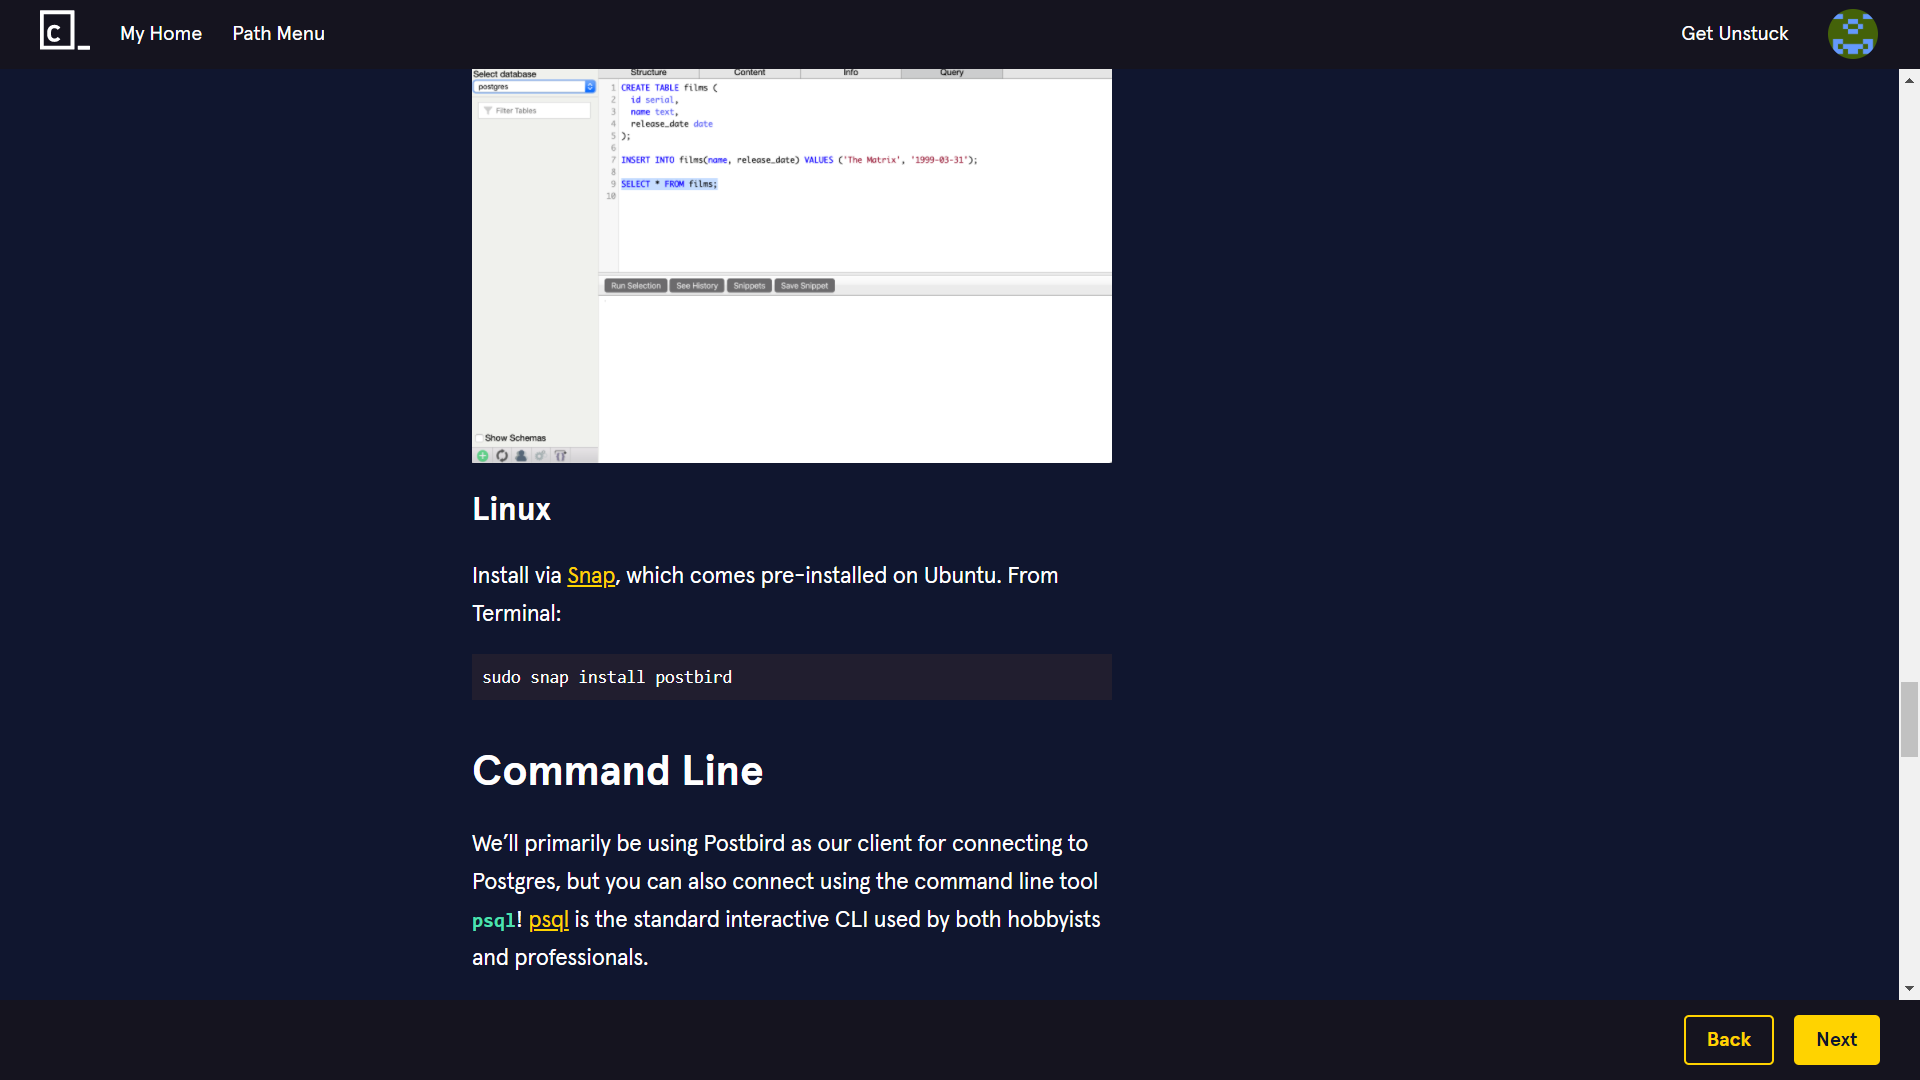 My Home Path Menu Get Unstuck
Select database Structure Content Info Query
postgres
Filter Tables
1 CREATE TABLE films (
2 id serial,
3 name text,
4 release_date date
5 );
6
7 INSERT INTO films(name, release_date) VALUES ('The Matrix', '1999-03-31');
8
9 SELECT * FROM films;
10
Run Selection See History Snippets Save Snippet
Show Schemas
Linux
Install via Snap, which comes pre-installed on Ubuntu. From
Terminal:
sudo snap install postbird
Command Line
We’ll primarily be using Postbird as our client for connecting to
Postgres, but you can also connect using the command line tool
psql! psql is the standard interactive CLI used by both hobbyists
and professionals.
Back Next